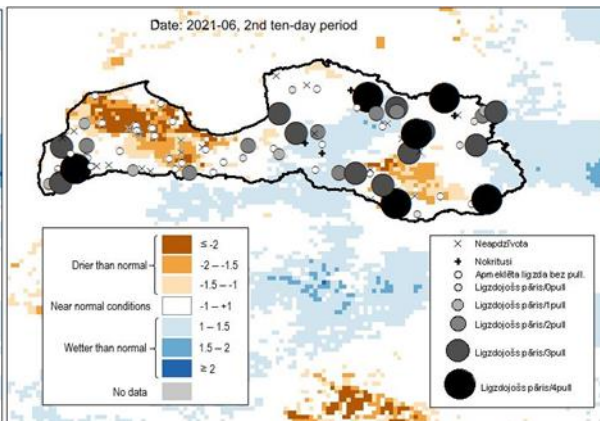 Date: 2021-06, 2nd ten-day period
Drier than normal
≤ -2
-2 – -1.5
-1.5 – -1
Near normal conditions
-1 – +1
Wetter than normal
1 – 1.5
1.5 – 2
≥ 2
No data
Neapdzīvota
Nokritusi
Apmeklēta ligzda bez pull.
Ligzdojošs pāris/0pull
Ligzdojošs pāris/1pull
Ligzdojošs pāris/2pull
Ligzdojošs pāris/3pull
Ligzdojošs pāris/4pull